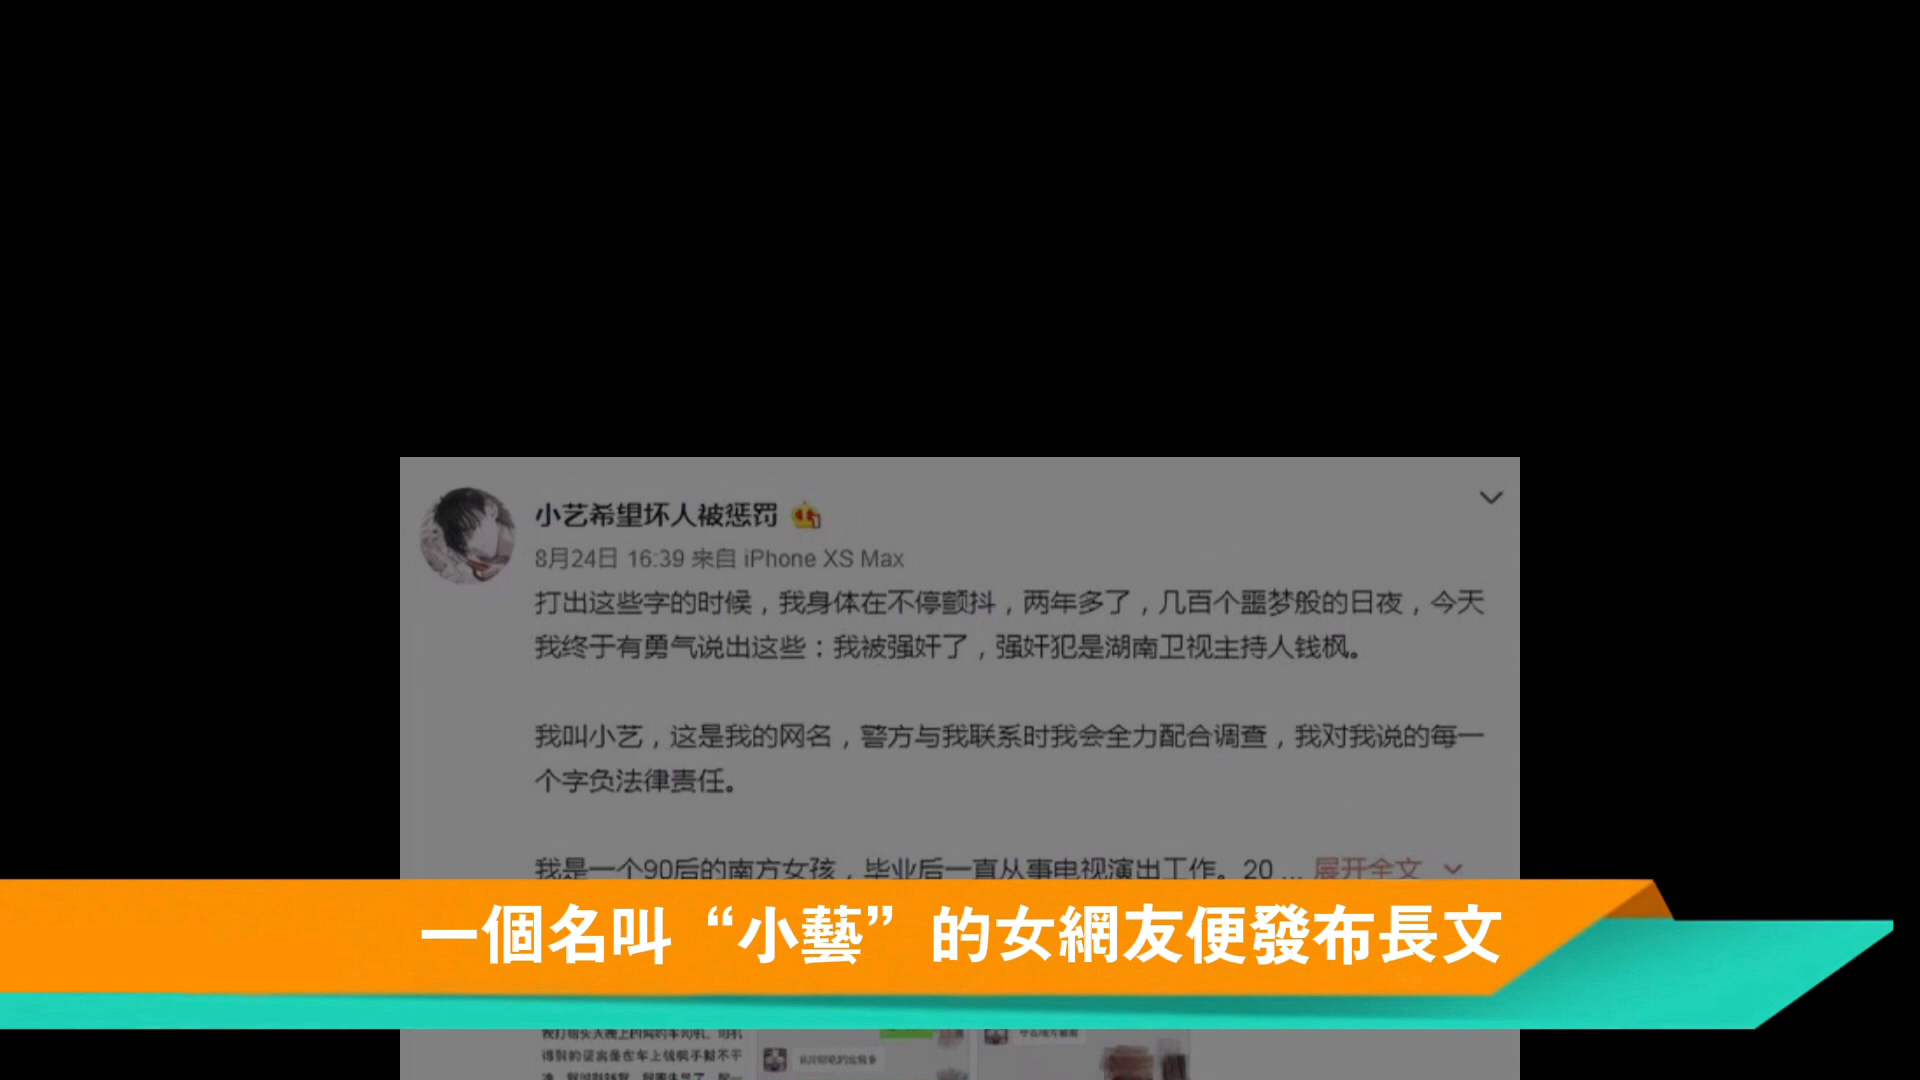 小艺希望坏人被惩罚
8月24日 16:39 来自 iPhone XS Max
打出这些字的时候，我身体在不停颤抖，两年多了，几百个噩梦般的日夜，今天
我终于有勇气说出这些：我被强奸了，强奸犯是湖南卫视主持人钱枫。
我叫小艺，这是我的网名，警方与我联系时我会全力配合调查，我对我说的每一
个字负法律责任。
我是一个90后的南方女孩，毕业后一直从事电视演出工作。20 ... 展开全文
一個名叫“小藝”的女網友便發布長文